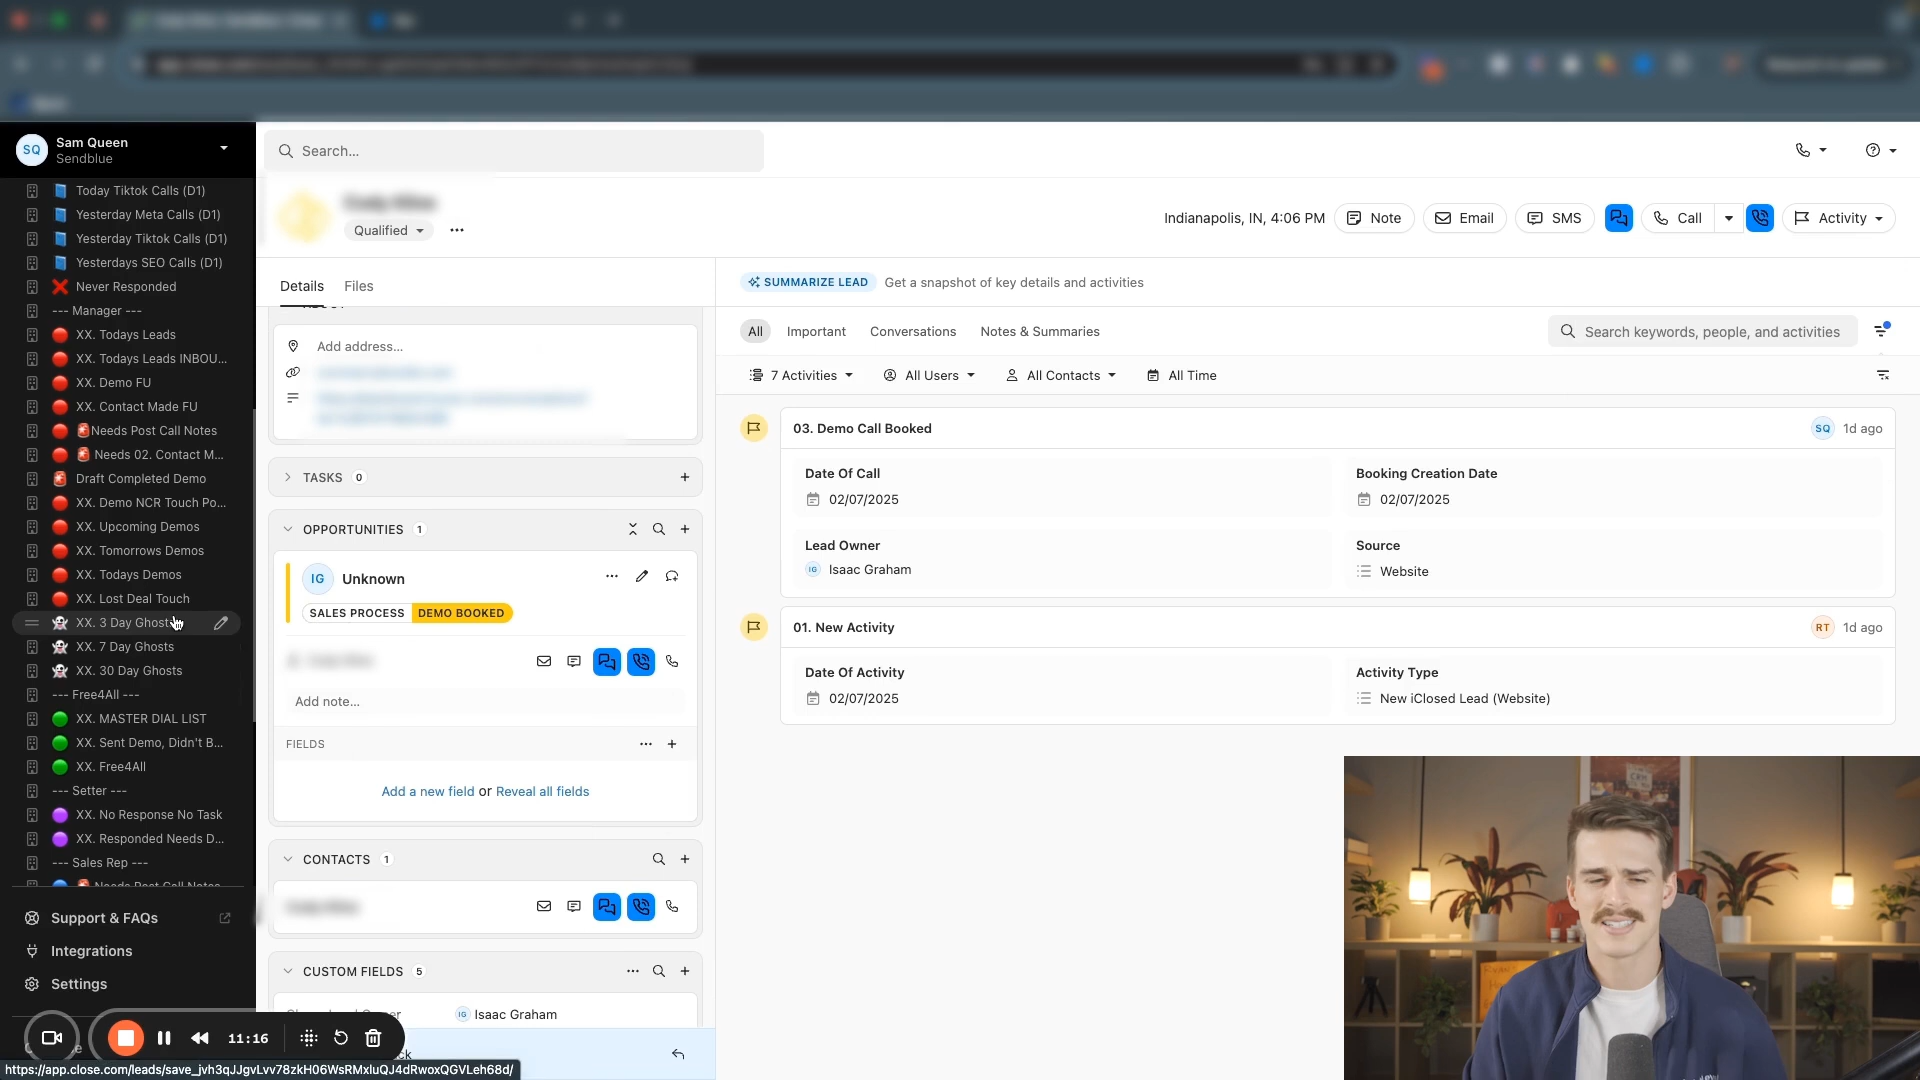 SQ
Sam Queen
Sendblue
Today Tiktok Calls (D1)
Yesterday Meta Calls (D1)
Yesterday Tiktok Calls (D1)
Yesterdays SEO Calls (D1)
Never Responded
--- Manager ---
XX. Todays Leads
XX. Todays Leads INBOU...
XX. Demo FU
XX. Contact Made FU
Needs Post Call Notes
Needs 02. Contact M...
Draft Completed Demo
XX. Demo NCR Touch Po...
XX. Upcoming Demos
XX. Tomorrows Demos
XX. Todays Demos
XX. Lost Deal Touch
XX. 3 Day Ghosts
XX. 7 Day Ghosts
XX. 30 Day Ghosts
--- Free4All ---
XX. MASTER DIAL LIST
XX. Sent Demo, Didn't B...
XX. Free4All
--- Setter ---
XX. No Response No Task
XX. Responded Needs D...
--- Sales Rep ---
Needs Post Call Notes
Support & FAQs
Integrations
Settings
11:16
https://app.close.com/leads/save_jvh3qJJgvLvv78zkH06WsRMxluQJ4dRwoxQGVLeh68d/
Search...
Qualified
Indianapolis, IN, 4:06 PM
Note
Email
SMS
Call
Activity
Details
Files
ABOUT
Add address...
TASKS 0
OPPORTUNITIES 1
IG
Unknown
SALES PROCESS
DEMO BOOKED
Add note...
FIELDS
Add a new field or Reveal all fields
CONTACTS 1
CUSTOM FIELDS 5
IG Isaac Graham
SUMMARIZE LEAD
Get a snapshot of key details and activities
All
Important
Conversations
Notes & Summaries
Search keywords, people, and activities
7 Activities
All Users
All Contacts
All Time
03. Demo Call Booked
SQ
1d ago
Date Of Call
02/07/2025
Booking Creation Date
02/07/2025
Lead Owner
IG Isaac Graham
Source
Website
01. New Activity
RT
1d ago
Date Of Activity
02/07/2025
Activity Type
New iClosed Lead (Website)